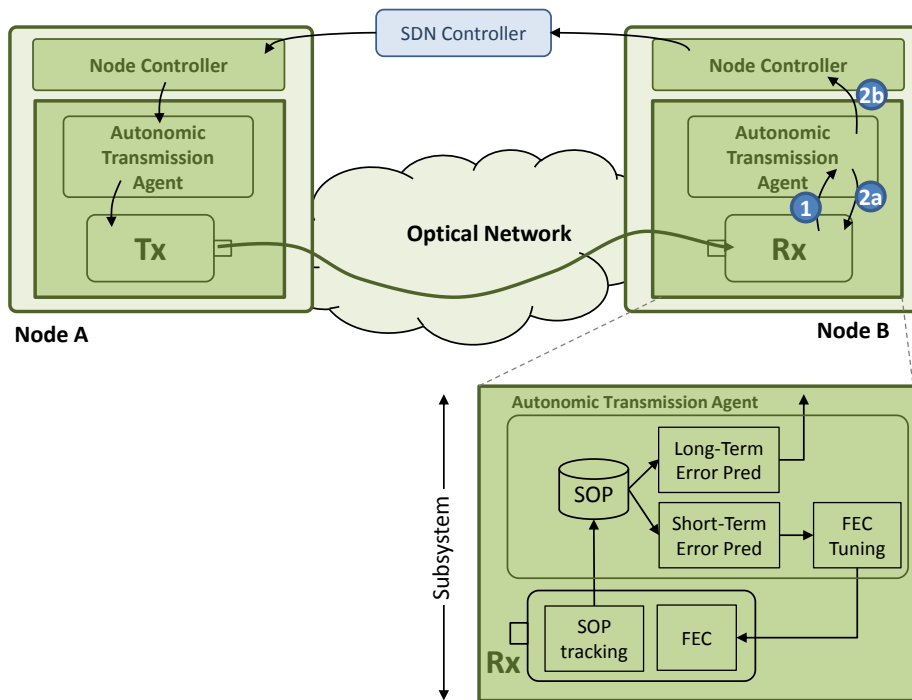 SDN Controller
Node Controller
Autonomic
Transmission
Agent
Tx
Node A
Optical Network
Node Controller
2b
Autonomic
Transmission
Agent
1
2a
Rx
Node B
Subsystem
Autonomic Transmission Agent
SOP
Long-Term
Error Pred
Short-Term
Error Pred
FEC
Tuning
SOP
tracking
FEC
Rx